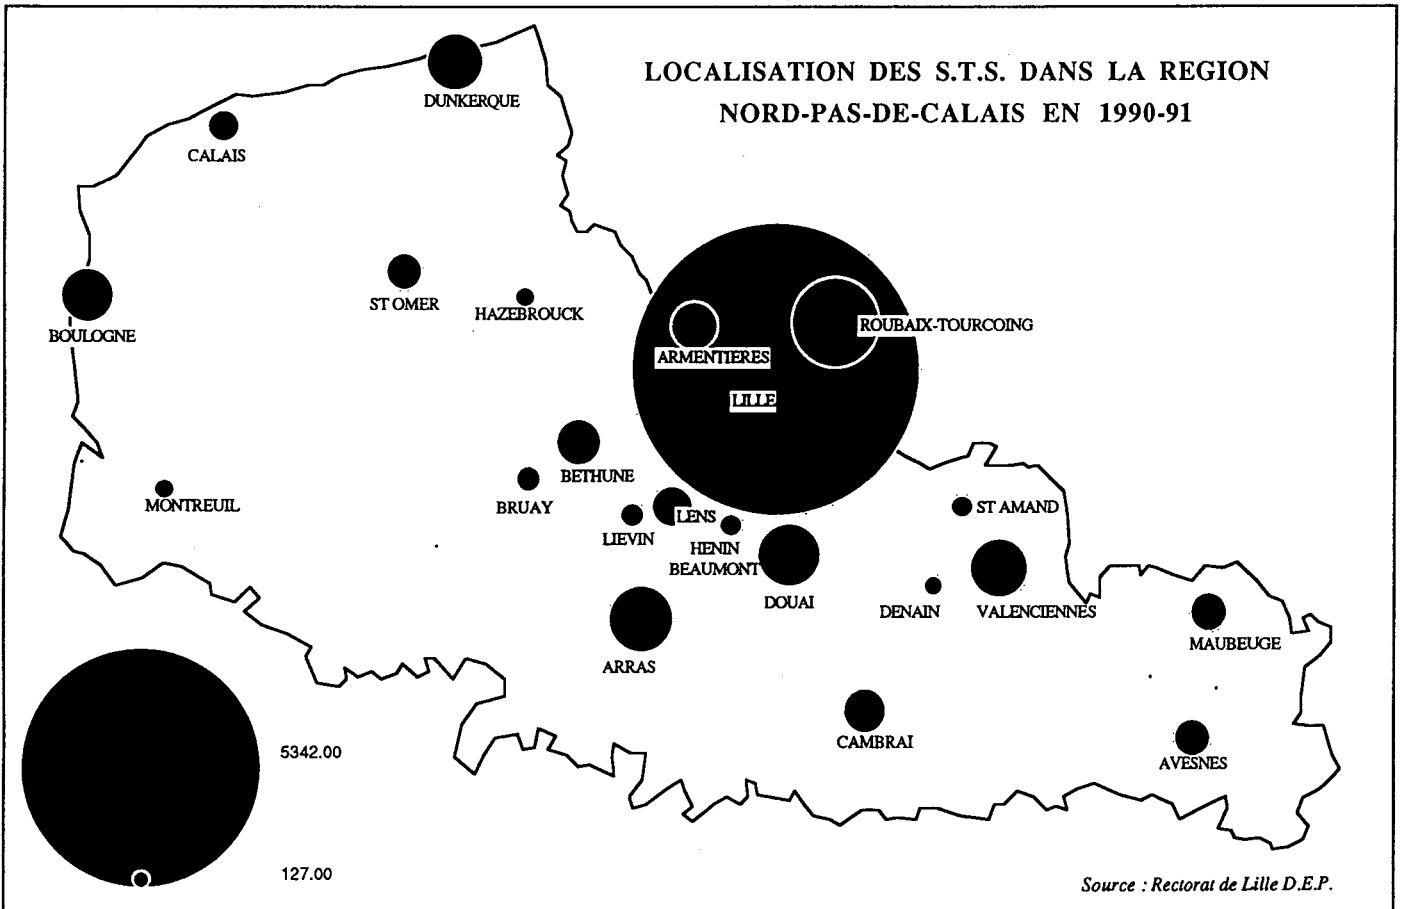 LOCALISATION DES S.T.S. DANS LA REGION
NORD-PAS-DE-CALAIS EN 1990-91
DUNKERQUE
CALAIS
ST OMER
HAZEBROUCK
BOULOGNE
ROUBAIX-TOURCOING
ARMENTIERES
LILLE
BETHUNE
BRUAY
MONTREUIL
LENS
LIEVIN
HENIN
BEAUMONT
ST AMAND
DOUAI
DENAIN
VALENCIENNES
MAUBEUGE
ARRAS
CAMBRAI
AVESNES
5342.00
127.00
Source : Rectorat de Lille D.E.P.